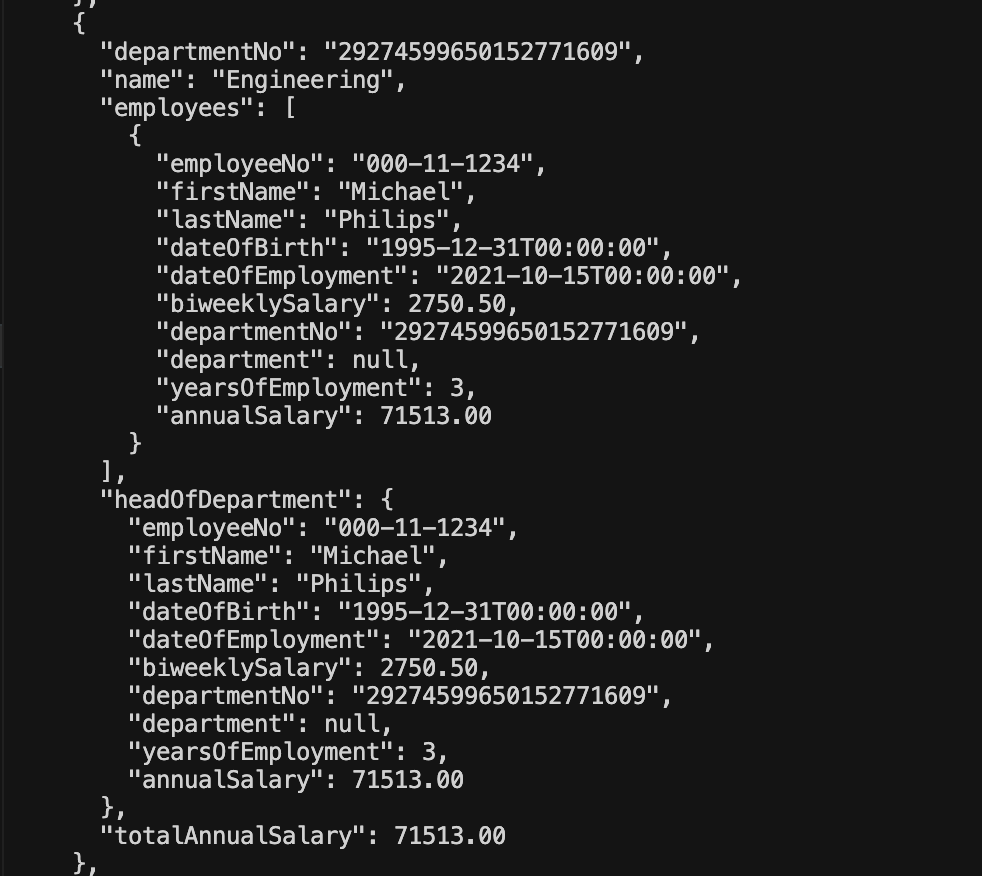 },
{
"departmentNo": "29274599650152771609",
"name": "Engineering",
"employees": [
{
"employeeNo": "000-11-1234",
"firstName": "Michael",
"lastName": "Philips",
"dateOfBirth": "1995-12-31T00:00:00",
"dateOfEmployment": "2021-10-15T00:00:00",
"biweeklySalary": 2750.50,
"departmentNo": "29274599650152771609",
"department": null,
"yearsOfEmployment": 3,
"annualSalary": 71513.00
}
],
"headOfDepartment": {
"employeeNo": "000-11-1234",
"firstName": "Michael",
"lastName": "Philips",
"dateOfBirth": "1995-12-31T00:00:00",
"dateOfEmployment": "2021-10-15T00:00:00",
"biweeklySalary": 2750.50,
"departmentNo": "29274599650152771609",
"department": null,
"yearsOfEmployment": 3,
"annualSalary": 71513.00
},
"totalAnnualSalary": 71513.00
},